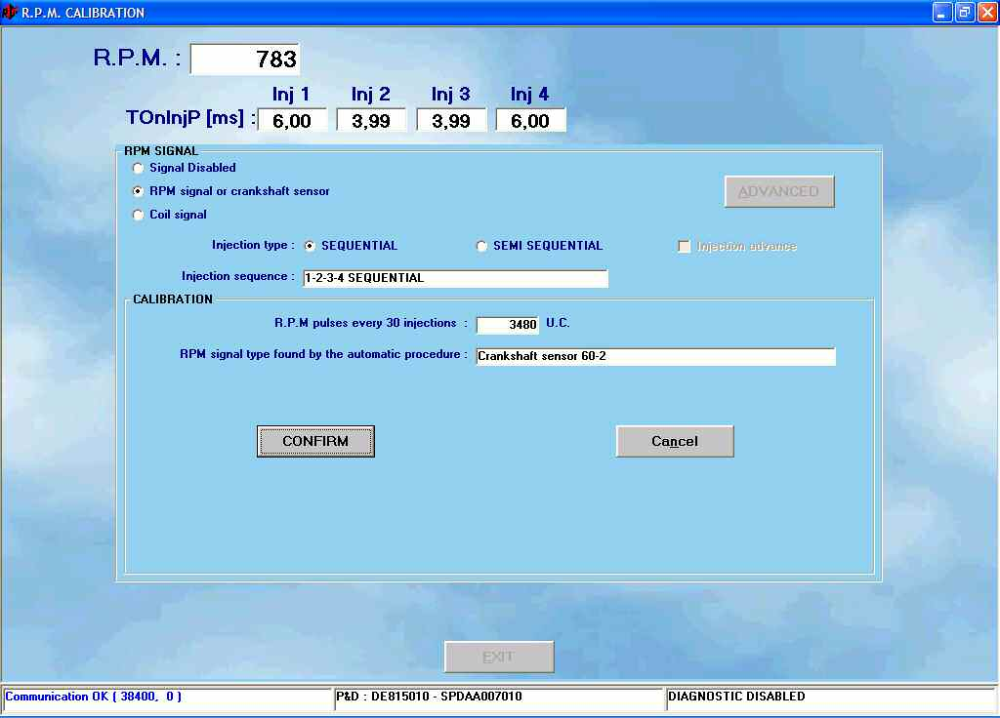 R.P.M. CALIBRATION
R.P.M. : 783
Inj 1 Inj 2 Inj 3 Inj 4
TOnInjP [ms] : 6,00 3,99 3,99 6,00
RPM SIGNAL
Signal Disabled
RPM signal or crankshaft sensor
ADVANCED
Coil signal
Injection type : SEQUENTIAL SEMI SEQUENTIAL Injection advance
Injection sequence : 1-2-3-4 SEQUENTIAL
CALIBRATION
R.P.M pulses every 30 injections : 3480 U.C.
RPM signal type found by the automatic procedure : Crankshaft sensor 60-2
CONFIRM Cancel
EXIT
Communication OK ( 38400, 0 ) P&D : DE815010 - SPDAA007010 DIAGNOSTIC DISABLED